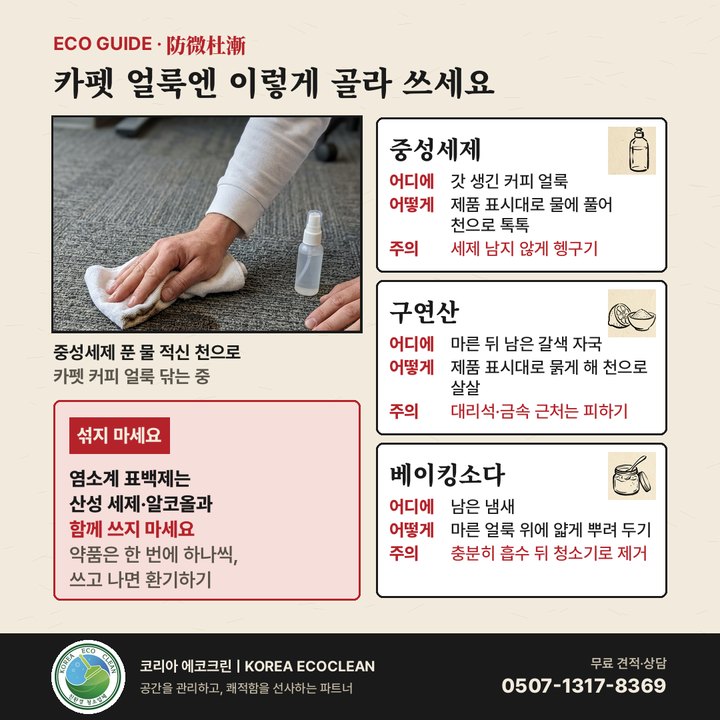 ECO GUIDE · 防微杜漸
카펫 얼룩엔 이렇게 골라 쓰세요
중성세제 푼 물 적신 천으로
카펫 커피 얼룩 닦는 중
섞지 마세요
염소계 표백제는
산성 세제·알코올과
함께 쓰지 마세요
약품은 한 번에 하나씩,
쓰고 나면 환기하기
중성세제
어디에 갓 생긴 커피 얼룩
어떻게 제품 표시대로 물에 풀어
천으로 톡톡
주의 세제 남지 않게 헹구기
구연산
어디에 마른 뒤 남은 갈색 자국
어떻게 제품 표시대로 묽게 해 천으로
살살
주의 대리석·금속 근처는 피하기
베이킹소다
어디에 남은 냄새
어떻게 마른 얼룩 위에 얇게 뿌려 두기
주의 충분히 흡수 뒤 청소기로 제거
KOREA ECO CLEAN
코리아 에코크린 | KOREA ECOCLEAN
공간을 관리하고, 쾌적함을 선사하는 파트너
무료 견적·상담
0507-1317-8369